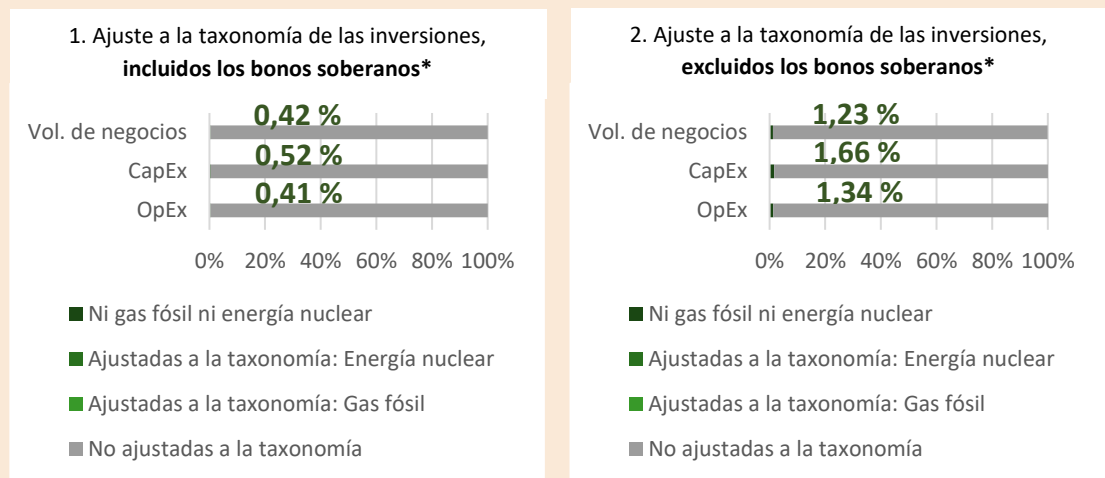 1. Ajuste a la taxonomía de las inversiones,
incluidos los bonos soberanos*
Vol. de negocios
0,42 %
CapEx
0,52 %
OpEx
0,41 %
0% 20% 40% 60% 80% 100%
Ni gas fósil ni energía nuclear
Ajustadas a la taxonomía: Energía nuclear
Ajustadas a la taxonomía: Gas fósil
No ajustadas a la taxonomía
2. Ajuste a la taxonomía de las inversiones,
excluidos los bonos soberanos*
Vol. de negocios
1,23 %
CapEx
1,66 %
OpEx
1,34 %
0% 20% 40% 60% 80% 100%
Ni gas fósil ni energía nuclear
Ajustadas a la taxonomía: Energía nuclear
Ajustadas a la taxonomía: Gas fósil
No ajustadas a la taxonomía